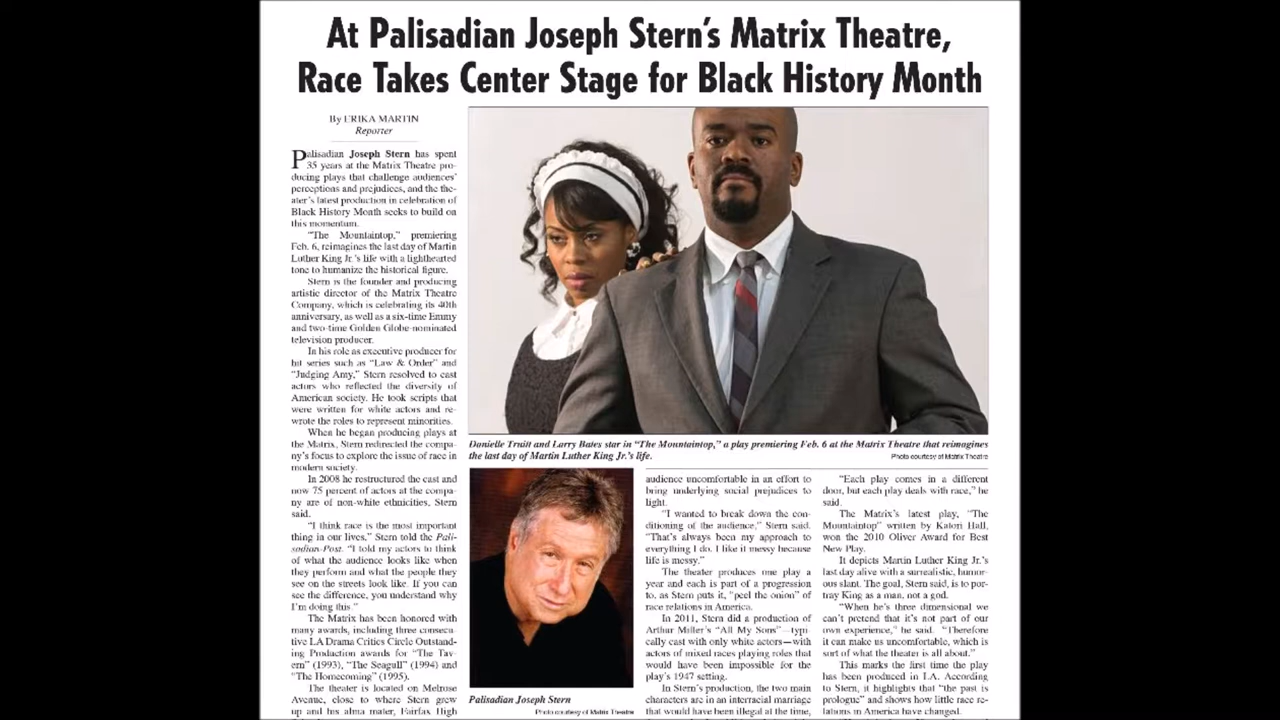 At Palisadian Joseph Stern's Matrix Theatre,
Race Takes Center Stage for Black History Month
By ERIKA MARTIN
Reporter
Palisadian Joseph Stern has spent
35 years at the Matrix Theatre pro-
ducing plays that challenge audiences'
perceptions and prejudices, and the the-
ater's latest production in celebration of
Black History Month seeks to build on
this momentum.
"The Mountaintop," premiering
Feb. 6, reimagines the last day of Martin
Luther King Jr.'s life with a lighthearted
tone to humanize the historical figure.
Stern is the founder and producing
artistic director of the Matrix Theatre
Company, which is celebrating its 40th
anniversary, as well as a six-time Emmy
and two-time Golden Globe-nominated
television producer.
In his role as executive producer for
hit series such as "Law & Order" and
"Judging Amy," Stern resolved to cast
actors who reflected the diversity of
American society. He took scripts that
were written for white actors and re-
wrote the roles to represent minorities.
When he began producing plays at
the Matrix, Stern redirected the compa-
ny's focus to explore the issue of race in
modern society.
In 2008 he restructured the cast and
now 75 percent of actors at the compa-
ny are of non-white ethnicities, Stern
said.
"I think race is the most important
thing in our lives," Stern told the Pali-
sadian-Post. "I told my actors to think
of what the audience looks like when
they perform and what the people they
see on the streets look like. If you can
see the difference, you understand why
I'm doing this."
The Matrix has been honored with
many awards, including three consecu-
tive LA Drama Critics Circle Outstand-
ing Production awards for "The Tav-
ern" (1993), "The Seagull" (1994) and
"The Homecoming" (1995).
The theater is located on Melrose
Avenue, close to where Stern grew
up and his alma mater, Fairfax High
Donielle Truitt and Larry Bates star in "The Mountaintop," a play premiering Feb. 6 at the Matrix Theatre that reimagines
the last day of Martin Luther King Jr.'s life.
Photo courtesy of Matrix Theatre
Palisadian Joseph Stern
Photo courtesy of Matrix Theatre
audience uncomfortable in an effort to
bring underlying social prejudices to
light.
"I wanted to break down the con-
ditioning of the audience," Stern said.
"That's always been my approach to
everything I do. I like it messy because
life is messy."
The theater produces one play a
year and each is part of a progression
to, as Stern puts it, "peel the onion" of
race relations in America.
In 2011, Stern did a production of
Arthur Miller's "All My Sons"—typi-
cally cast with only white actors—with
actors of mixed races playing roles that
would have been impossible for the
play's 1947 setting.
In Stern's production, the two main
characters are in an interracial marriage
that would have been illegal at the time,
"Each play comes in a different
door, but each play deals with race," he
said.
The Matrix's latest play, "The
Mountaintop" written by Katori Hall,
won the 2010 Oliver Award for Best
New Play.
It depicts Martin Luther King Jr.'s
last day alive with a surrealistic, humor-
ous slant. The goal, Stern said, is to por-
tray King as a man, not a god.
"When he's three dimensional we
can't pretend that it's not part of our
own experience," he said. "Therefore
it can make us uncomfortable, which is
sort of what the theater is all about."
This marks the first time the play
has been produced in LA. According
to Stern, it highlights that "the past is
prologue" and shows how little race re-
lations in America have changed.